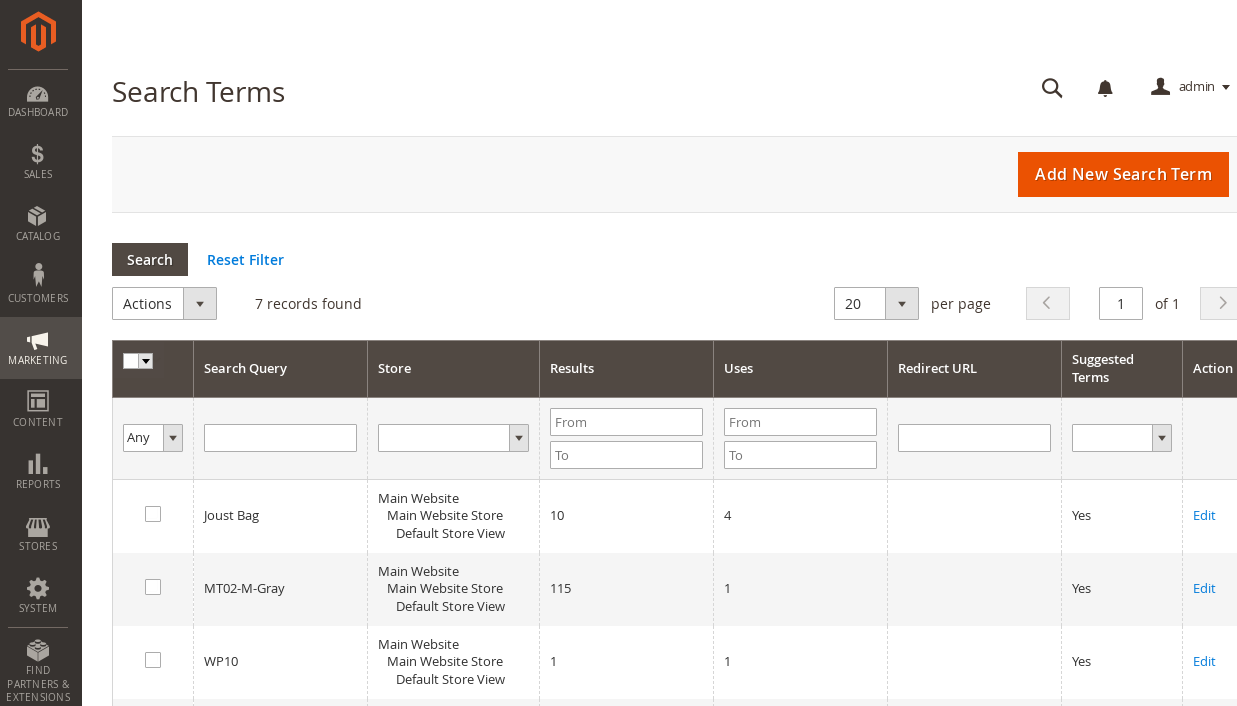 Search Terms
admin
DASHBOARD
SALES
CATALOG
CUSTOMERS
MARKETING
CONTENT
REPORTS
STORES
SYSTEM
FIND
PARTNERS &
EXTENSIONS
Add New Search Term
Search Reset Filter
Actions 7 records found 20 per page 1 of 1
Search Query Store Results Uses Redirect URL Suggested Terms Action
Any From From
To To
Main Website
Joust Bag Main Website Store 10 4 Yes Edit
Default Store View
Main Website
MT02-M-Gray Main Website Store 115 1 Yes Edit
Default Store View
Main Website
WP10 Main Website Store 1 1 Yes Edit
Default Store View